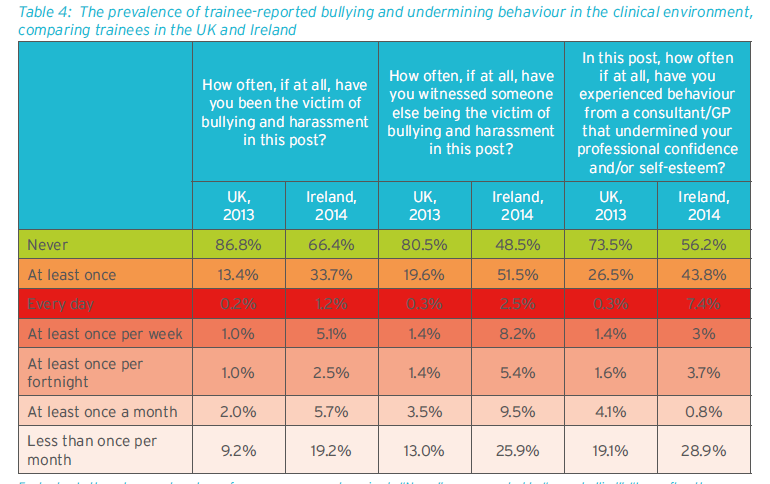 Table 4: The prevalence of trainee-reported bullying and undermining behaviour in the clinical environment,
comparing trainees in the UK and Ireland
How often, if at all, have
you been the victim of
bullying and harassment
in this post?
How often, if at all, have
you witnessed someone
else being the victim of
bullying and harassment
in this post?
In this post, how often
if at all, have you
experienced behaviour
from a consultant/GP
that undermined your
professional confidence
and/or self-esteem?
UK, 2013 Ireland, 2014 UK, 2013 Ireland, 2014 UK, 2013 Ireland, 2014
Never 86.8% 66.4% 80.5% 48.5% 73.5% 56.2%
At least once 13.4% 33.7% 19.6% 51.5% 26.5% 43.8%
Every day 0.2% 1.2% 0.3% 2.5% 0.3% 7.4%
At least once per week 1.0% 5.1% 1.4% 8.2% 1.4% 3%
At least once per
fortnight 1.0% 2.5% 1.4% 5.4% 1.6% 3.7%
At least once a month 2.0% 5.7% 3.5% 9.5% 4.1% 0.8%
Less than once per
month 9.2% 19.2% 13.0% 25.9% 19.1% 28.9%